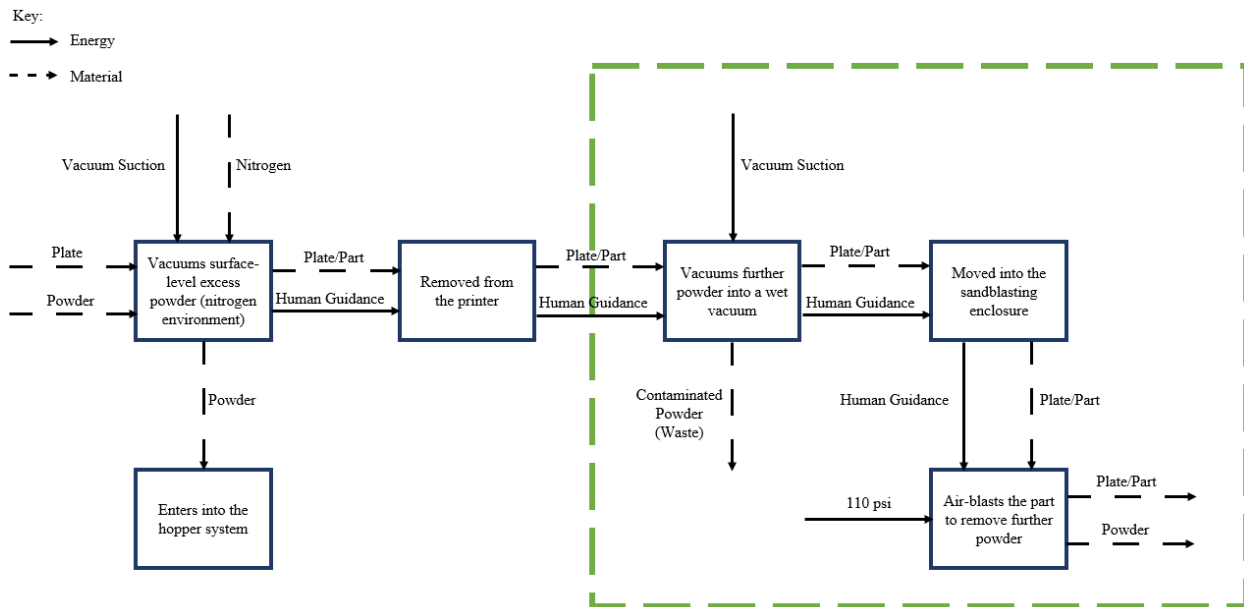 Key:
Energy
Material
Vacuum Suction
Nitrogen
Vacuum Suction
Plate
Powder
Vacuums surface-
level excess
powder (nitrogen
environment)
Plate/Part
Human Guidance
Removed from
the printer
Plate/Part
Human Guidance
Vacuums further
powder into a wet
vacuum
Plate/Part
Human Guidance
Moved into the
sandblasting
enclosure
Powder
Contaminated
Powder
(Waste)
Human Guidance
Plate/Part
Enters into the
hopper system
110 psi
Air-blasts the part
to remove further
powder
Plate/Part
Powder